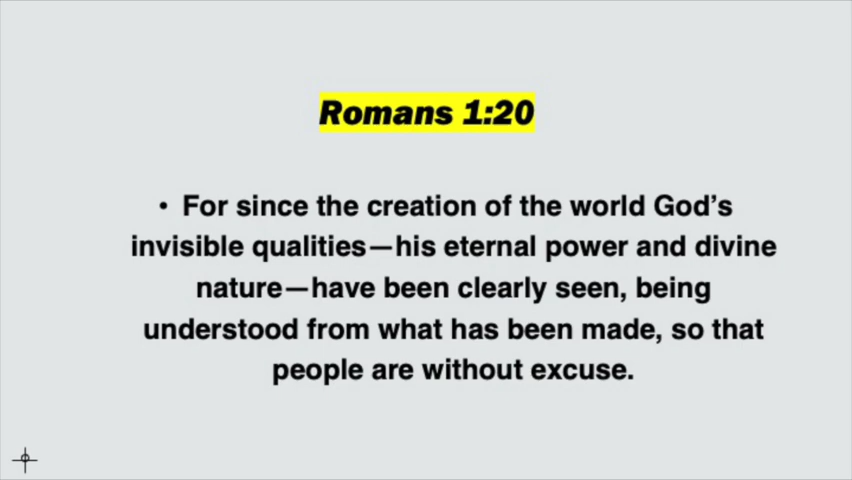 Romans 1:20
• For since the creation of the world God’s
invisible qualities—his eternal power and divine
nature—have been clearly seen, being
understood from what has been made, so that
people are without excuse.